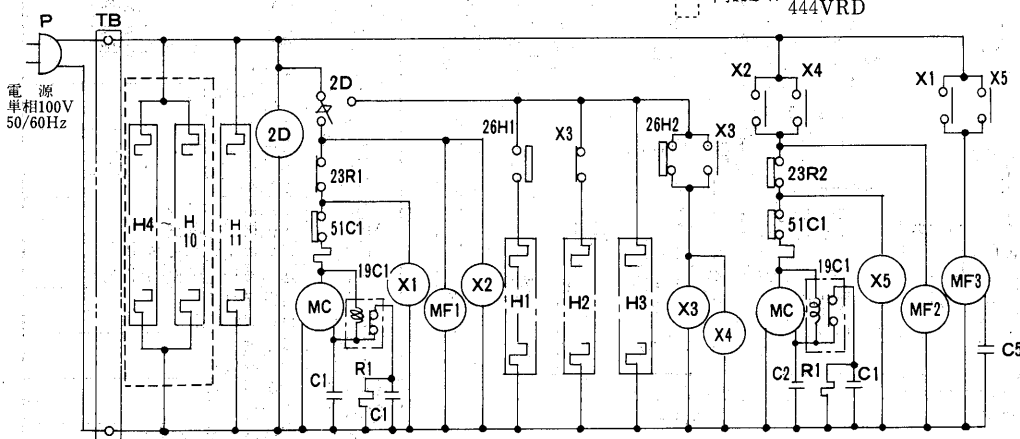 444VRD
P
TB
電 源
単相100V
50/60Hz
H4
~
H
10
H
11
2D
2D
23R1
51C1
19C1
MC
R1
C1
C1
X1
MF1
X2
26H1
X3
H1
H2
H3
26H2
X3
X3
X4
X2
X4
23R2
51C1
19C1
MC
R1
C2
C1
X5
MF2
X1
X5
MF3
C5